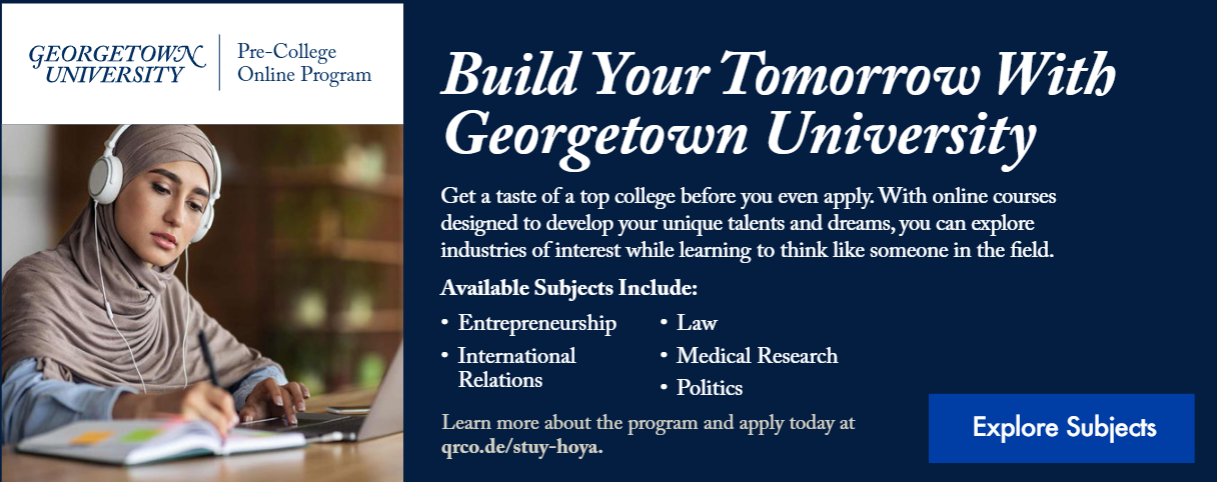 GEORGETOWN
UNIVERSITY
Pre-College
Online Program
Build Your Tomorrow With
Georgetown University
Get a taste of a top college before you even apply. With online courses
designed to develop your unique talents and dreams, you can explore
industries of interest while learning to think like someone in the field.
Available Subjects Include:
• Entrepreneurship
• International
Relations
• Law
• Medical Research
• Politics
Learn more about the program and apply today at
qrco.de/stuy-hoya.
Explore Subjects